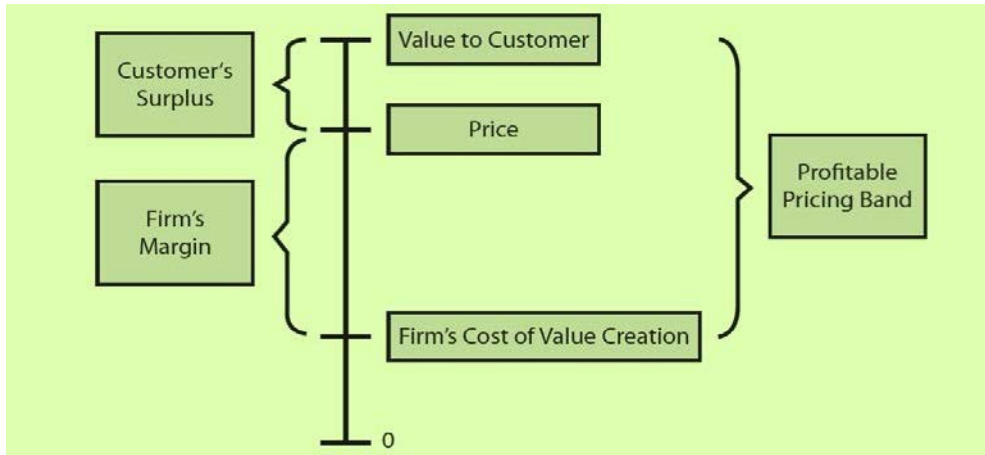 Value to Customer
Customer's
Surplus
Price
Profitable
Pricing Band
Firm's
Margin
Firm's Cost of Value Creation
0